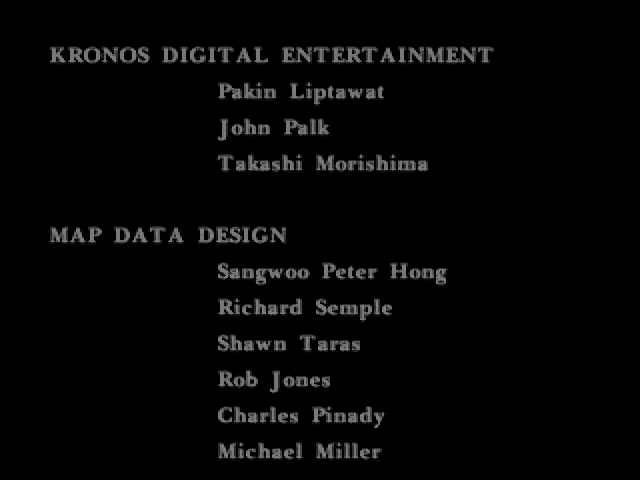 KRONOS DIGITAL ENTERTAINMENT
Pakin Liptawat
John Palk
Takashi Morishima
MAP DATA DESIGN
Sangwoo Peter Hong
Richard Semple
Shawn Taras
Rob Jones
Charles Pinady
Michael Miller